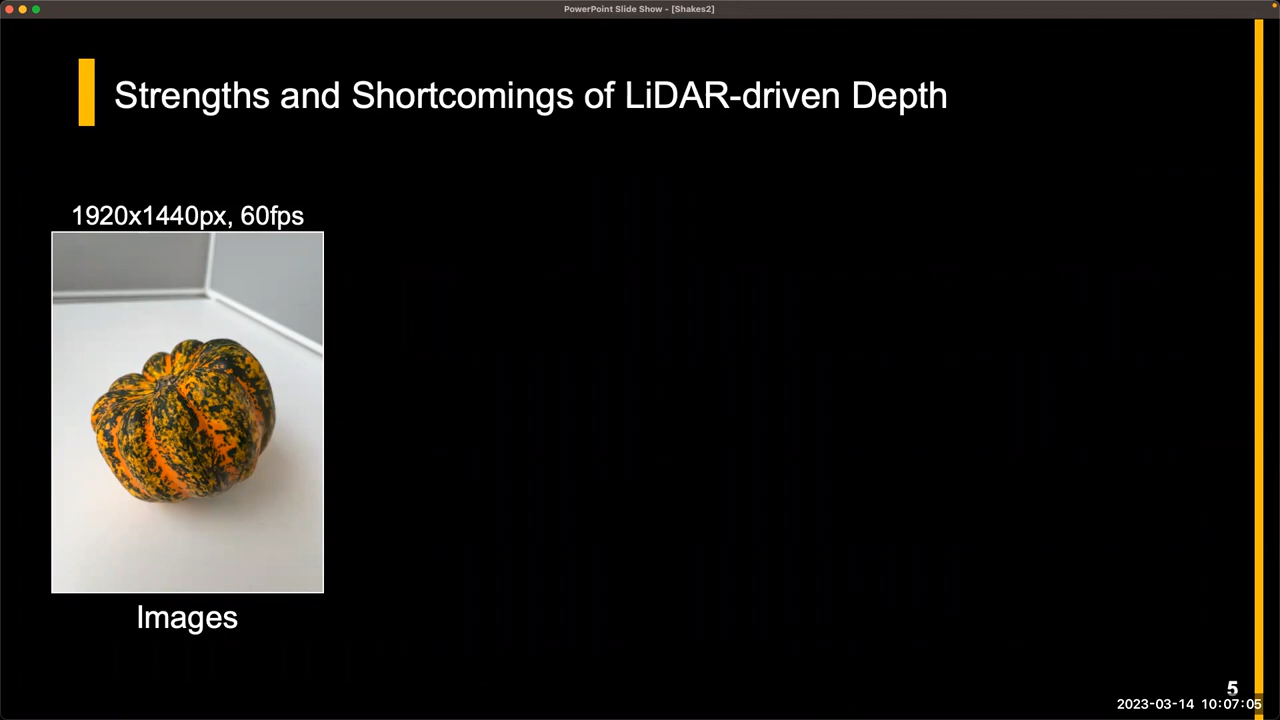 PowerPoint Slide Show - [Shakes2]
Strengths and Shortcomings of LiDAR-driven Depth
1920x1440px, 60fps
Images
5
2023-03-14 10:07:05